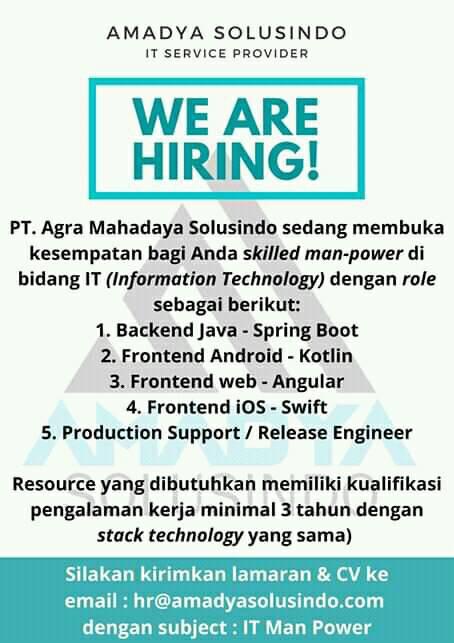 AMADYA SOLUSINDO
IT SERVICE PROVIDER
WE ARE
HIRING!
PT. Agra Mahadaya Solusindo sedang membuka
kesempatan bagi Anda skilled man-power di
bidang IT (Information Technology) dengan role
sebagai berikut:
1. Backend Java - Spring Boot
2. Frontend Android - Kotlin
3. Frontend web - Angular
4. Frontend iOS - Swift
5. Production Support / Release Engineer
AMADYA
SOLUSINDO
Resource yang dibutuhkan memiliki kualifikasi
pengalaman kerja minimal 3 tahun dengan
stack technology yang sama)
Silakan kirimkan lamaran & CV ke
email : hr@amadyasolusindo.com
dengan subject : IT Man Power